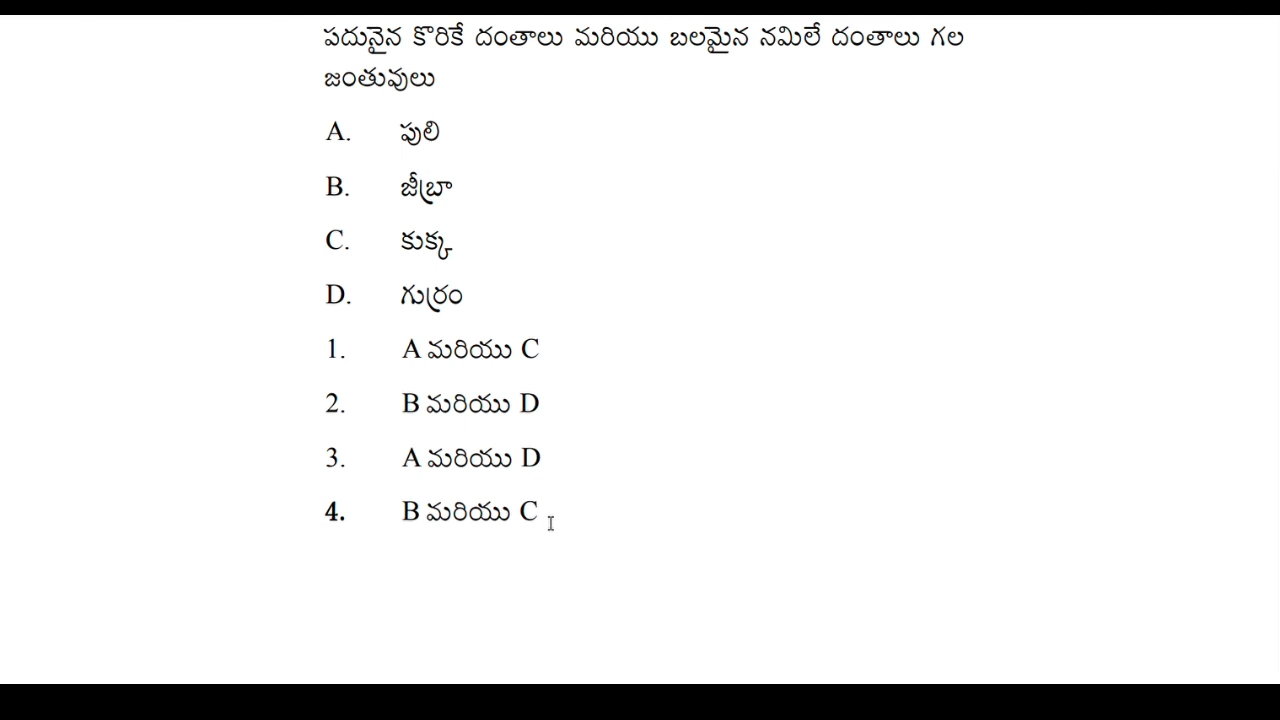 పదునైన కొరికే దంతాలు మరియు బలమైన నమిలే దంతాలు గల
జంతువులు
A. పులి
B. జీబ్రా
C. కుక్క
D. గుర్రం
1. A మరియు C
2. B మరియు D
3. A మరియు D
4. B మరియు C